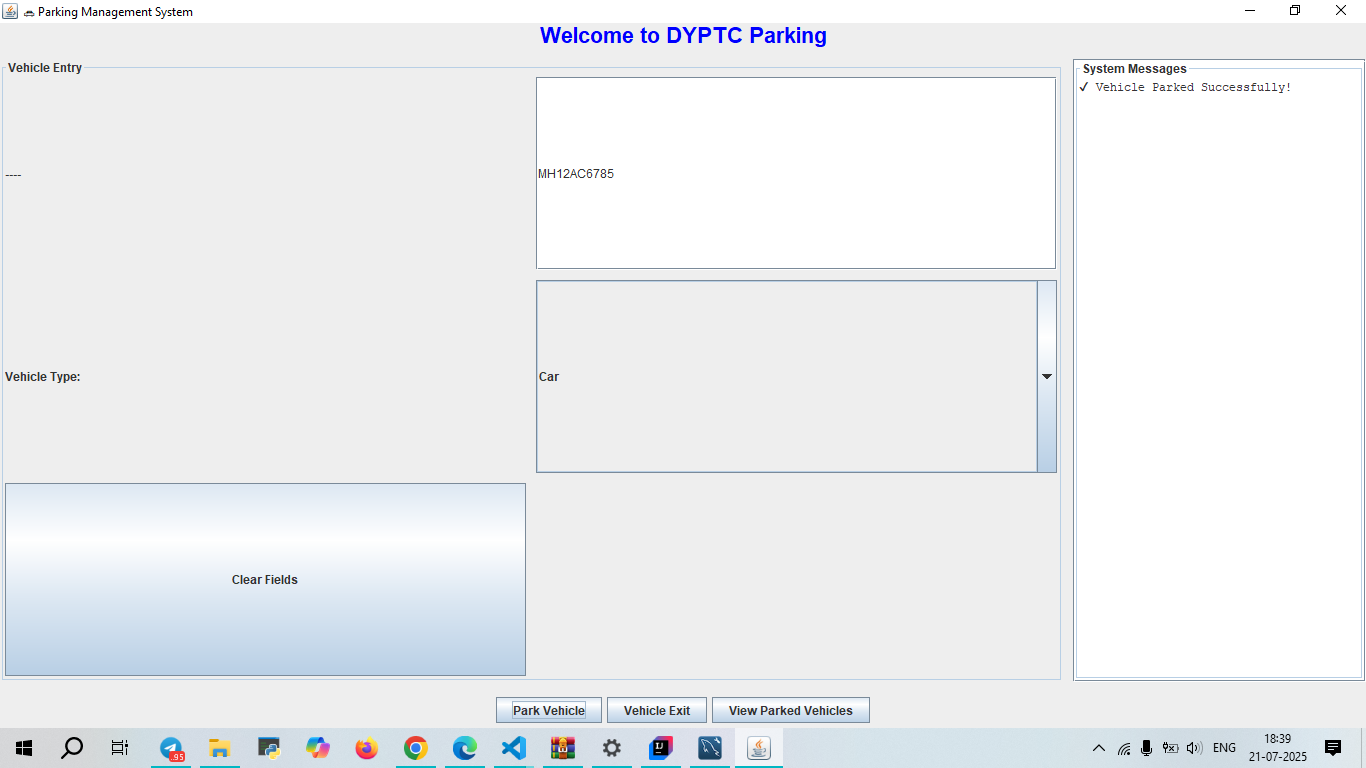 Parking Management System
Welcome to DYPTC Parking
Vehicle Entry
----
MH12AC6785
Vehicle Type:
Car
Clear Fields
System Messages
✓ Vehicle Parked Successfully!
Park Vehicle
Vehicle Exit
View Parked Vehicles
95
ENG
18:39
21-07-2025